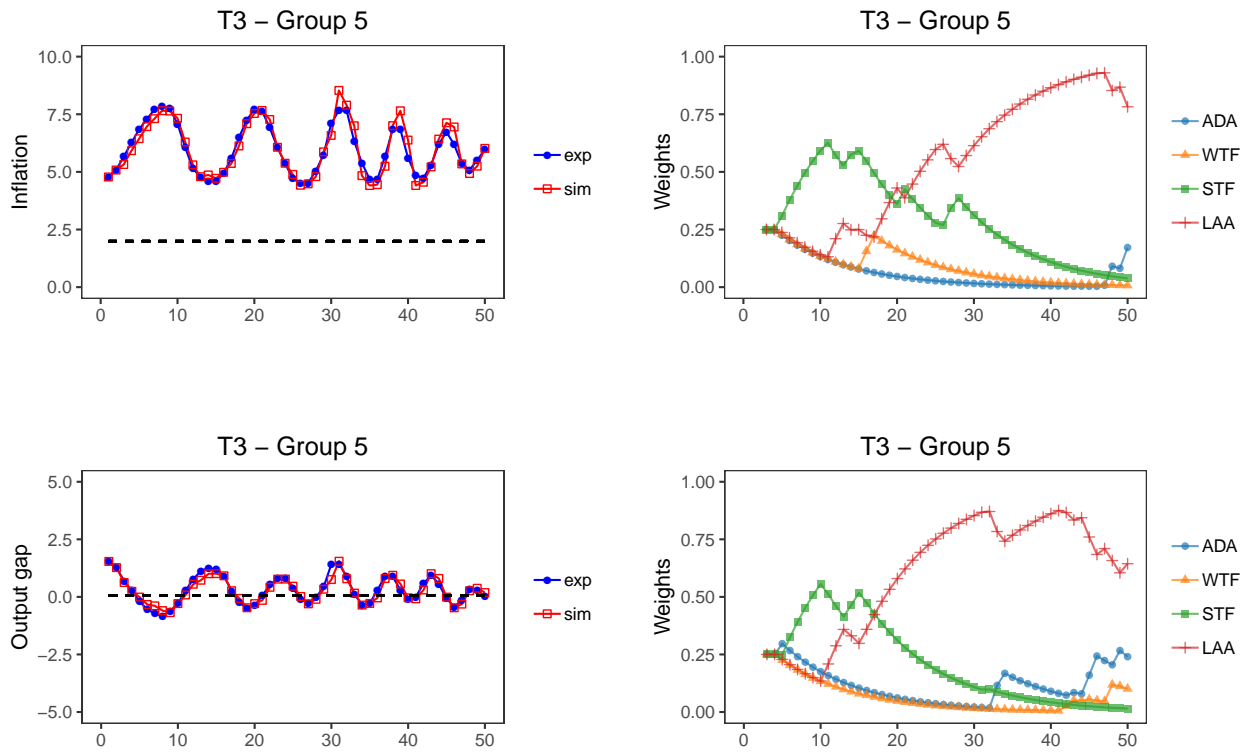 T3 – Group 5
10.0
7.5
5.0
2.5
0.0
0 10 20 30 40 50
Inflation
exp
sim
T3 – Group 5
1.00
0.75
0.50
0.25
0.00
0 10 20 30 40 50
Weights
ADA
WTF
STF
LAA
T3 – Group 5
5.0
2.5
0.0
−2.5
−5.0
0 10 20 30 40 50
Output gap
exp
sim
T3 – Group 5
1.00
0.75
0.50
0.25
0.00
0 10 20 30 40 50
Weights
ADA
WTF
STF
LAA